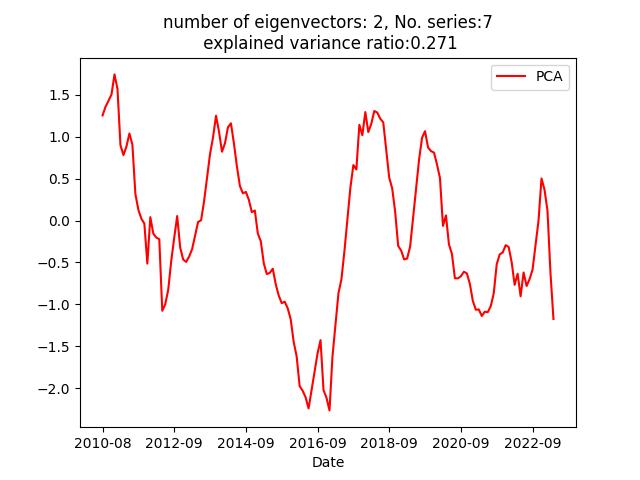 number of eigenvectors: 2, No. series:7
explained variance ratio:0.271
PCA
1.5
1.0
0.5
0.0
−0.5
−1.0
−1.5
−2.0
2010-08 2012-09 2014-09 2016-09 2018-09 2020-09 2022-09
Date